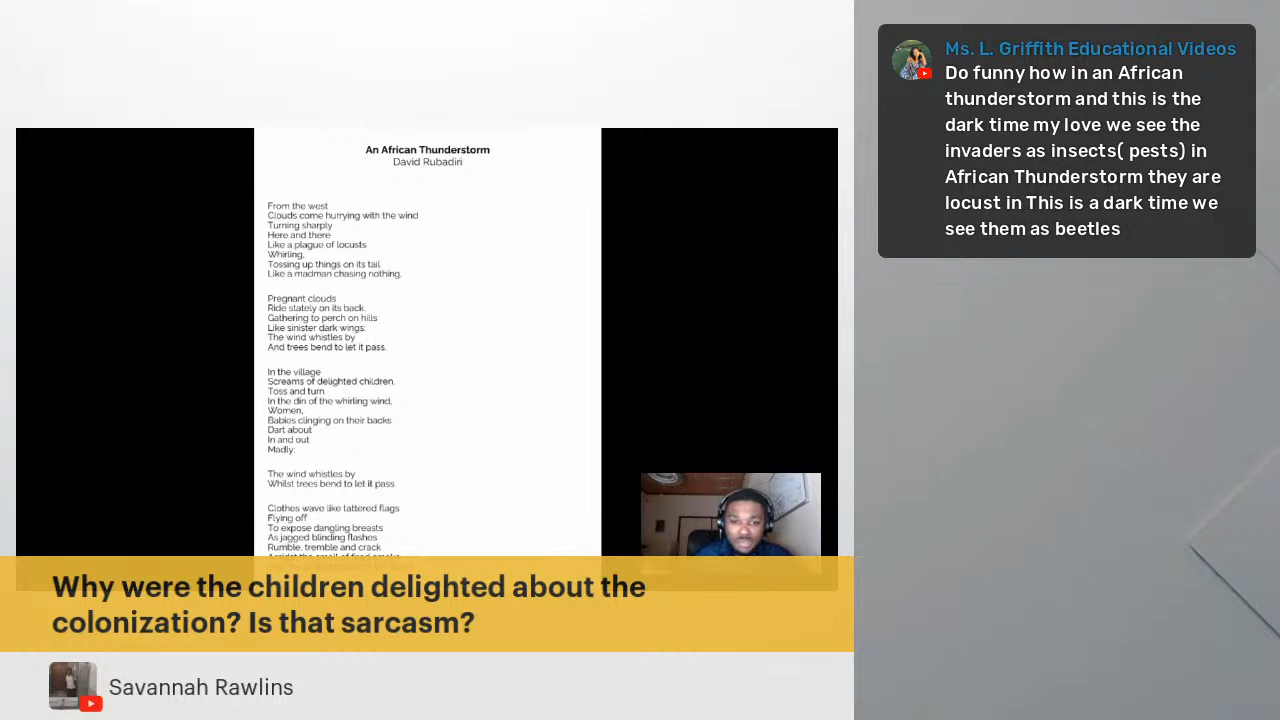 An African Thunderstorm
David Rubadiri
From the west
Clouds come hurrying with the wind
Turning sharply
Here and there
Like a plague of locusts
Whirling,
Tossing up things on its tail
Like a madman chasing nothing.
Pregnant clouds
Ride stately on its back,
Gathering to perch on hills
Like sinister dark wings;
The wind whistles by
And trees bend to let it pass.
In the village
Screams of delighted children,
Toss and turn
In the din of the whirling wind,
Women,
Babies clinging on their backs
Dart about
In and out
Madly;
The wind whistles by
Whilst trees bend to let it pass.
Clothes wave like tattered flags
Flying off
To expose dangling breasts
As jagged blinding flashes
Rumble, tremble and crack
Why were the children delighted about the
colonization? Is that sarcasm?
Savannah Rawlins
Ms. L. Griffith Educational Videos
Do funny how in an African
thunderstorm and this is the
dark time my love we see the
invaders as insects( pests) in
African Thunderstorm they are
locust in This is a dark time we
see them as beetles